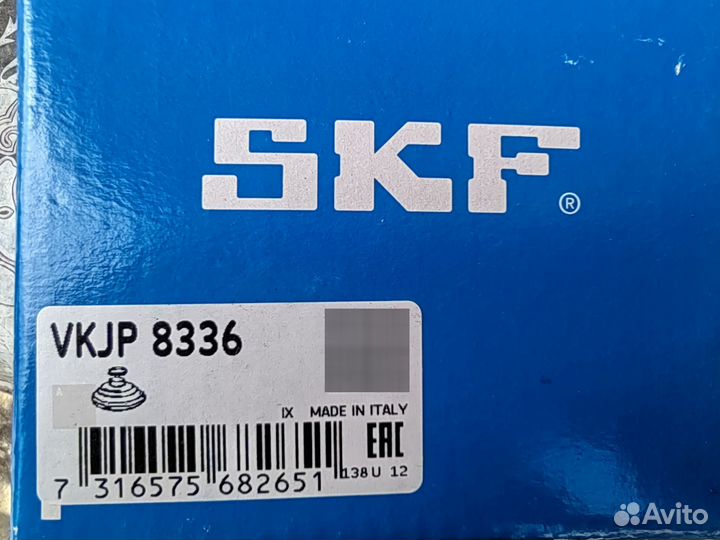 SKF
®
VKJP 8336
A
IX MADE IN ITALY
EAC
138U 12
7 316575 682651
Avito